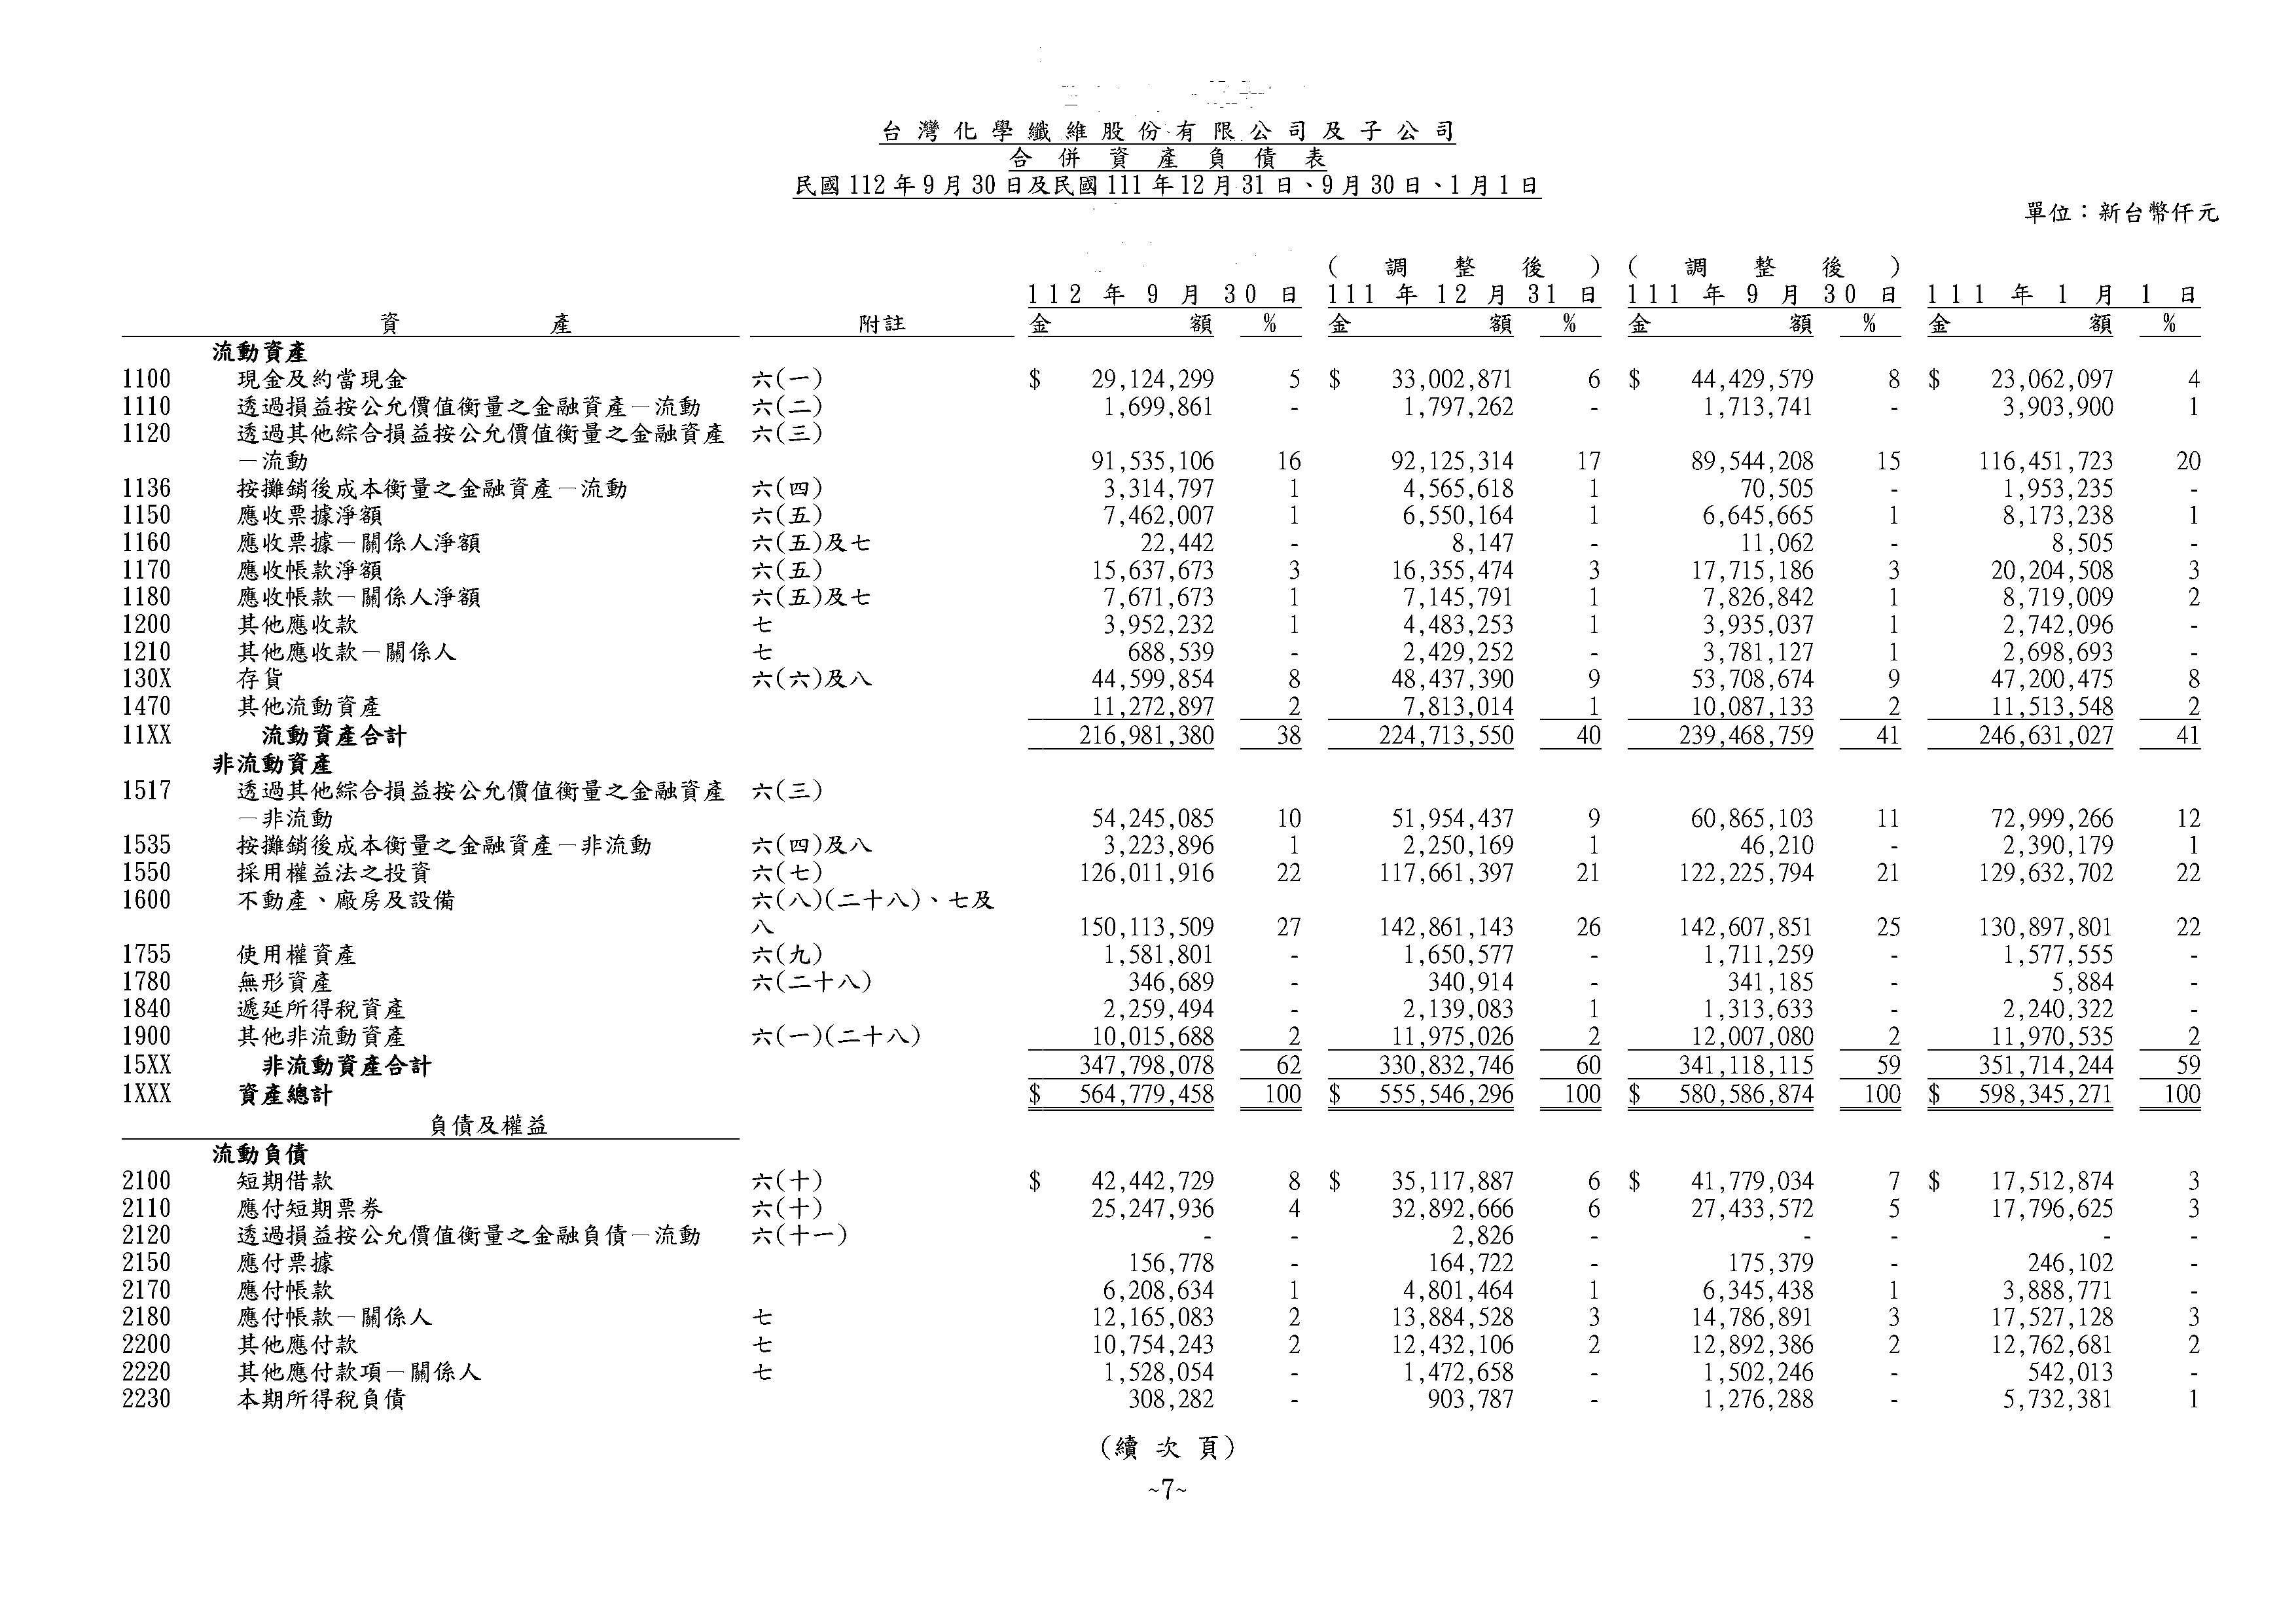 台灣化學纖維股份有限公司及子公司
合併資產負債表
民國112年9月30日及民國111年12月31日、9月30日、1月1日
單位：新台幣仟元
(調整後) (調整後)
112年9月30日 111年12月31日 111年9月30日 111年1月1日
資產 附註 金額 % 金額 % 金額 % 金額 %
流動資產
1100 現金及約當現金 六(一) $ 29,124,299 5 $ 33,002,871 6 $ 44,429,579 8 $ 23,062,097 4
1110 透過損益按公允價值衡量之金融資產－流動 六(二) 1,699,861 - 1,797,262 - 1,713,741 - 3,903,900 1
1120 透過其他綜合損益按公允價值衡量之金融資產 六(三)
－流動 91,535,106 16 92,125,314 17 89,544,208 15 116,451,723 20
1136 按攤銷後成本衡量之金融資產－流動 六(四) 3,314,797 1 4,565,618 1 70,505 - 1,953,235 -
1150 應收票據淨額 六(五) 7,462,007 1 6,550,164 1 6,645,665 1 8,173,238 1
1160 應收票據－關係人淨額 六(五)及七 22,442 - 8,147 - 11,062 - 8,505 -
1170 應收帳款淨額 六(五) 15,637,673 3 16,355,474 3 17,715,186 3 20,204,508 3
1180 應收帳款－關係人淨額 六(五)及七 7,671,673 1 7,145,791 1 7,826,842 1 8,719,009 2
1200 其他應收款 七 3,952,232 1 4,483,253 1 3,935,037 1 2,742,096 -
1210 其他應收款－關係人 七 688,539 - 2,429,252 - 3,781,127 1 2,698,693 -
130X 存貨 六(六)及八 44,599,854 8 48,437,390 9 53,708,674 9 47,200,475 8
1470 其他流動資產 11,272,897 2 7,813,014 1 10,087,133 2 11,513,548 2
11XX 流動資產合計 216,981,380 38 224,713,550 40 239,468,759 41 246,631,027 41
非流動資產
1517 透過其他綜合損益按公允價值衡量之金融資產 六(三)
－非流動 54,245,085 10 51,954,437 9 60,865,103 11 72,999,266 12
1535 按攤銷後成本衡量之金融資產－非流動 六(四)及八 3,223,896 1 2,250,169 1 46,210 - 2,390,179 1
1550 採用權益法之投資 六(七) 126,011,916 22 117,661,397 21 122,225,794 21 129,632,702 22
1600 不動產、廠房及設備 六(八)(二十八)、七及
八 150,113,509 27 142,861,143 26 142,607,851 25 130,897,801 22
1755 使用權資產 六(九) 1,581,801 - 1,650,577 - 1,711,259 - 1,577,555 -
1780 無形資產 六(二十八) 346,689 - 340,914 - 341,185 - 5,884 -
1840 遞延所得稅資產 2,259,494 - 2,139,083 1 1,313,633 - 2,240,322 -
1900 其他非流動資產 六(一)(二十八) 10,015,688 2 11,975,026 2 12,007,080 2 11,970,535 2
15XX 非流動資產合計 347,798,078 62 330,832,746 60 341,118,115 59 351,714,244 59
1XXX 資產總計 $ 564,779,458 100 $ 555,546,296 100 $ 580,586,874 100 $ 598,345,271 100
負債及權益
流動負債
2100 短期借款 六(十) $ 42,442,729 8 $ 35,117,887 6 $ 41,779,034 7 $ 17,512,874 3
2110 應付短期票券 六(十) 25,247,936 4 32,892,666 6 27,433,572 5 17,796,625 3
2120 透過損益按公允價值衡量之金融負債－流動 六(十一) - - 2,826 - - - - -
2150 應付票據 156,778 - 164,722 - 175,379 - 246,102 -
2170 應付帳款 6,208,634 1 4,801,464 1 6,345,438 1 3,888,771 -
2180 應付帳款－關係人 七 12,165,083 2 13,884,528 3 14,786,891 3 17,527,128 3
2200 其他應付款 七 10,754,243 2 12,432,106 2 12,892,386 2 12,762,681 2
2220 其他應付款項－關係人 七 1,528,054 - 1,472,658 - 1,502,246 - 542,013 -
2230 本期所得稅負債 308,282 - 903,787 - 1,276,288 - 5,732,381 1
(續次頁)
~7~